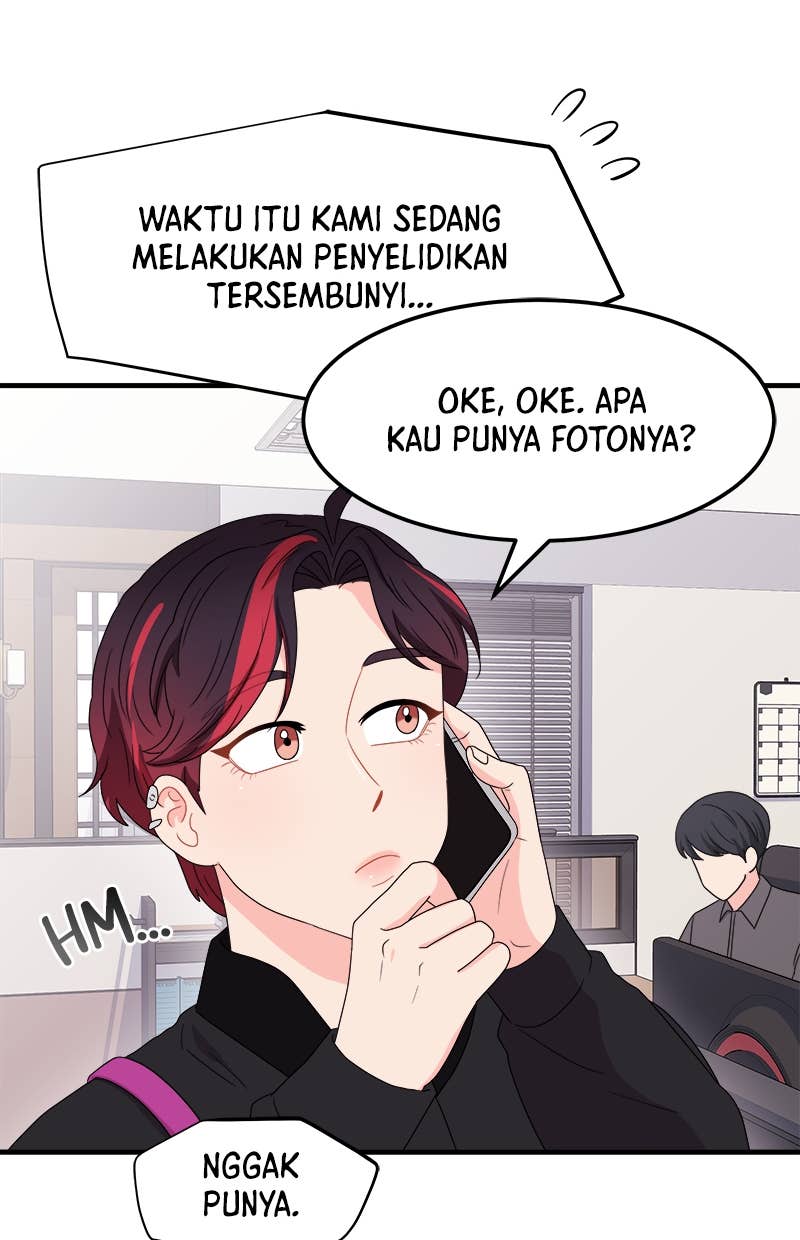 WAKTU ITU KAMI SEDANG
MELAKUKAN PENYELIDIKAN
TERSEMBUNYI...
OKE, OKE. APA
KAU PUNYA FOTONYA?
HM...
NGGAK
PUNYA.